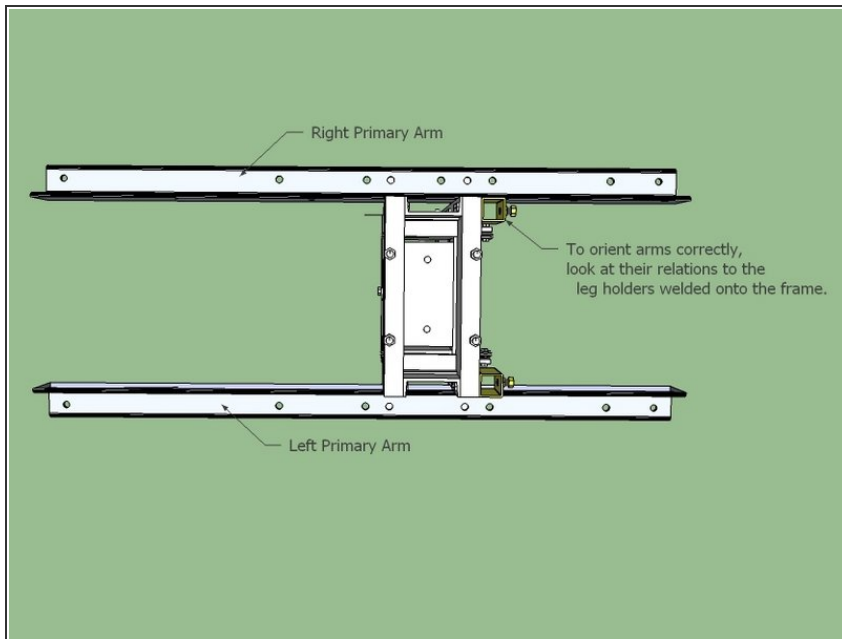 Right Primary Arm
To orient arms correctly,
look at their relations to the
leg holders welded onto the frame.
Left Primary Arm